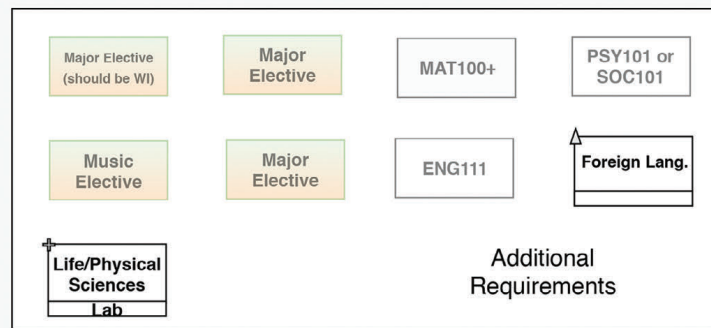 Major Elective
(should be WI)
Major
Elective
MAT100+
PSY101 or
SOC101
Music
Elective
Major
Elective
ENG111
Foreign Lang.
Life/Physical
Sciences
Lab
Additional
Requirements